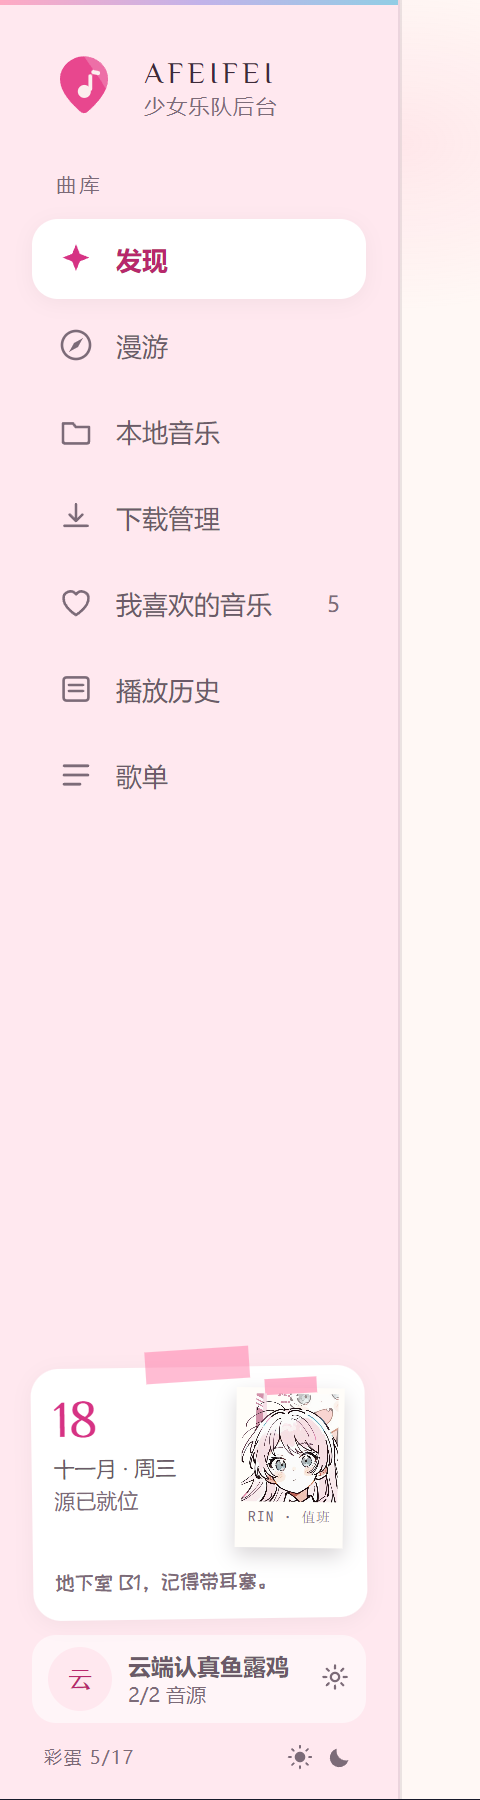 AFEIFEI
少女乐队后台
曲库
发现
漫游
本地音乐
下载管理
我喜欢的音乐 5
播放历史
歌单
18
十一月 · 周三
源已就位
RIN · 值班
地下室 B1，记得带耳塞。
云
云端认真鱼露鸡
2/2 音源
彩蛋 5/17